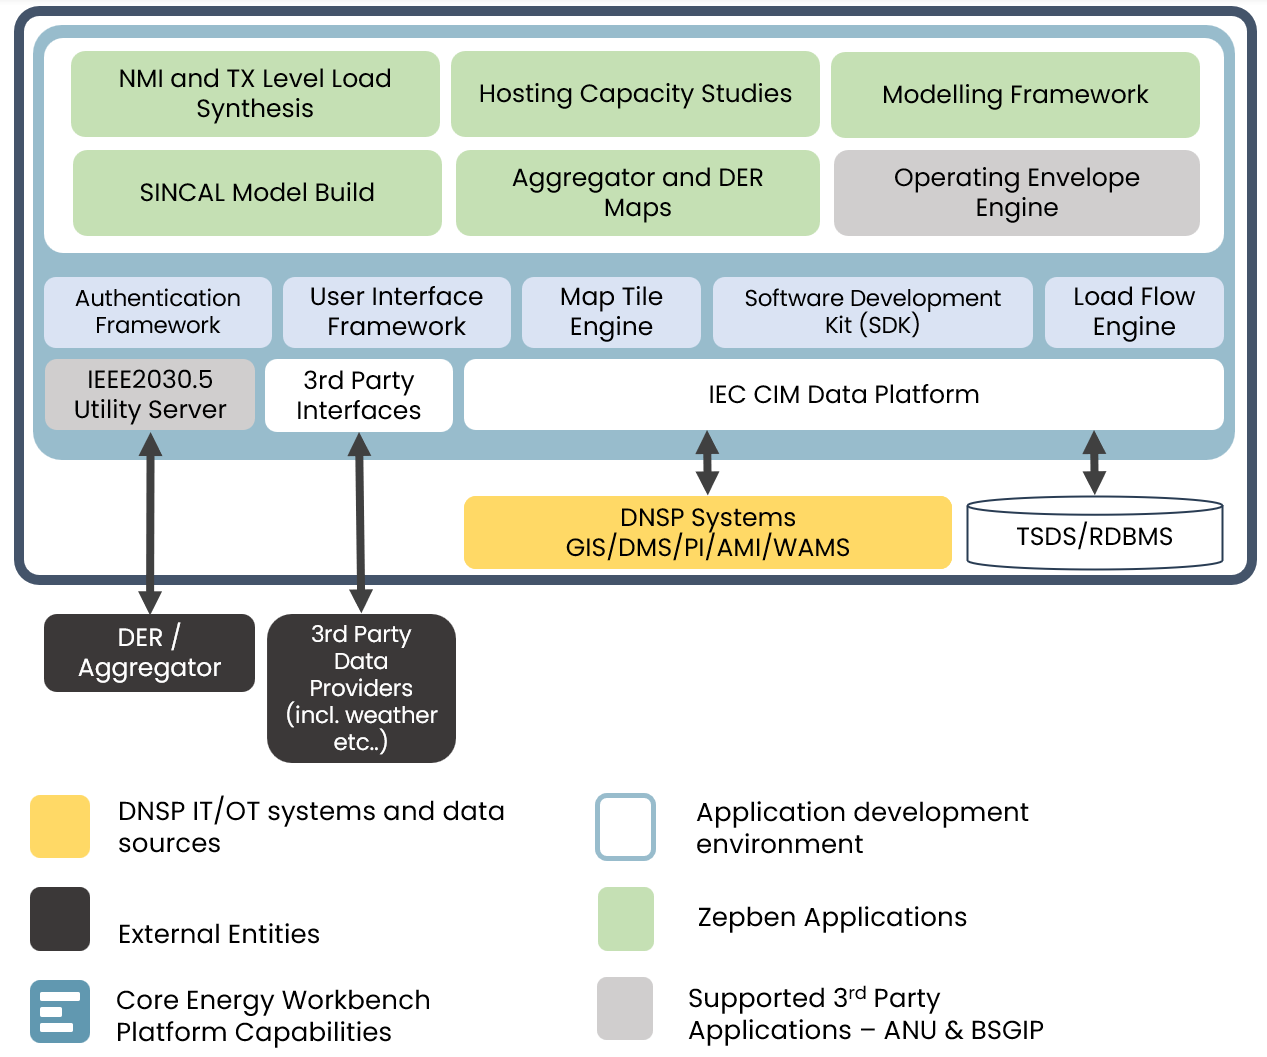 NMI and TX Level Load
Synthesis
Hosting Capacity Studies
Modelling Framework
SINCAL Model Build
Aggregator and DER
Maps
Operating Envelope
Engine
Authentication
Framework
User Interface
Framework
Map Tile
Engine
Software Development
Kit (SDK)
Load Flow
Engine
IEEE2030.5
Utility Server
3rd Party
Interfaces
IEC CIM Data Platform
DNSP Systems
GIS/DMS/PI/AMI/WAMS
TSDS/RDBMS
DER /
Aggregator
3rd Party
Data
Providers
(incl. weather
etc..)
DNSP IT/OT systems and data
sources
Application development
environment
External Entities
Zepben Applications
Core Energy Workbench
Platform Capabilities
Supported 3rd Party
Applications – ANU & BSGIP